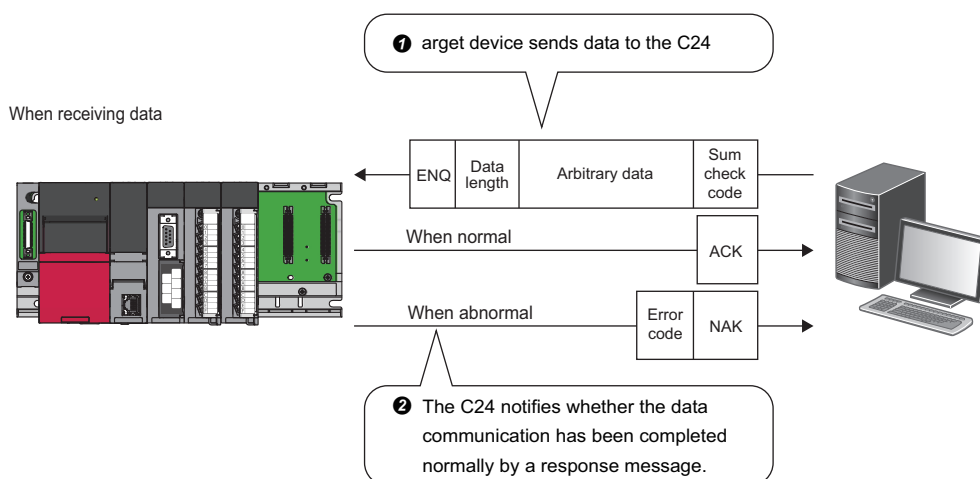 ❶ arget device sends data to the C24
When receiving data
ENQ
Data
length
Arbitrary data
Sum
check
code
When normal
ACK
When abnormal
Error
code
NAK
❷ The C24 notifies whether the data
communication has been completed
normally by a response message.